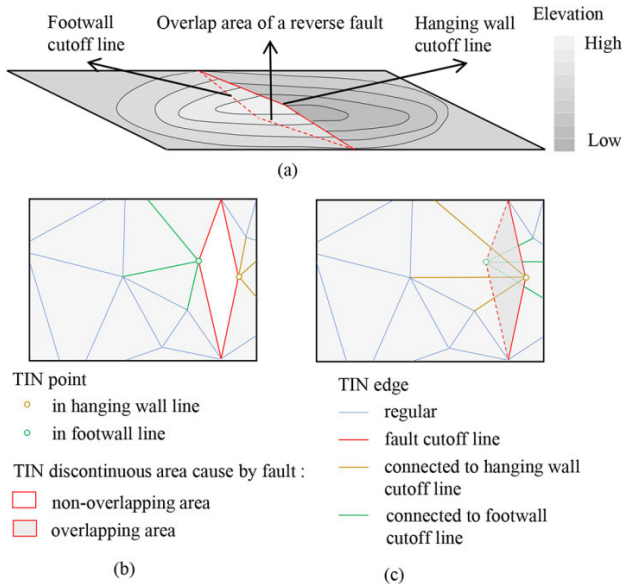 Footwall
cutoff line
Overlap area of a reverse fault
Hanging wall
cutoff line
Elevation
High
Low
(a)
TIN point
in hanging wall line
in footwall line
TIN discontinuous area cause by fault :
non-overlapping area
overlapping area
(b)
TIN edge
regular
fault cutoff line
connected to hanging wall
cutoff line
connected to footwall
cutoff line
(c)